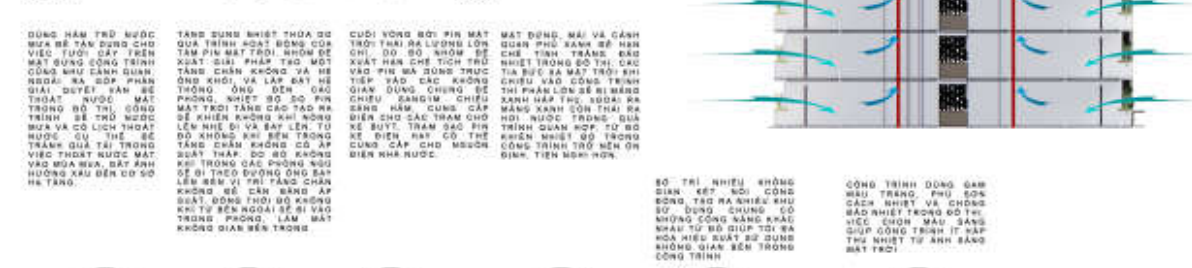 DÙNG HẦM TRỮ NƯỚC
MƯA ĐỂ TẬN DỤNG CHO
VIỆC TƯỚI CÂY TRÊN
MẶT ĐỨNG CÔNG TRÌNH
CŨNG NHƯ CẢNH QUAN.
NGOÀI RA GÓP PHẦN
GIẢI QUYẾT VẤN ĐỀ
THOÁT NƯỚC MẶT
TRONG ĐÔ THỊ, CÔNG
TRÌNH SẼ TRỮ NƯỚC
MƯA VÀ CÓ LỊCH THOÁT
NƯỚC CỤ THỂ ĐỂ
TRÁNH QUÁ TẢI TRONG
VIỆC THOÁT NƯỚC MẶT
VÀO MÙA MƯA, GÂY ẢNH
HƯỞNG XẤU ĐẾN CƠ SỞ
HẠ TẦNG.
TẬN DỤNG NHIỆT THỪA DO
QUÁ TRÌNH HOẠT ĐỘNG CỦA
TẤM PIN MẶT TRỜI. NHÓM ĐỀ
XUẤT GIẢI PHÁP TẠO MỘT
TẦNG CHÂN KHÔNG VÀ HỆ
ỐNG KHÓI, VÀ LẮP ĐẶT HỆ
THỐNG ỐNG ĐẾN CÁC
PHÒNG, NHIỆT ĐỘ DO PIN
MẶT TRỜI TĂNG CAO TẠO RA
SẼ KHIẾN KHÔNG KHÍ NÓNG
LÊN NHẸ ĐI VÀ BAY LÊN, TỪ
ĐÓ KHÔNG KHÍ BÊN TRONG
TẦNG CHÂN KHÔNG CÓ ÁP
SUẤT THẤP. DO ĐÓ KHÔNG
KHÍ TRONG CÁC PHÒNG NGỦ
SẼ ĐI THEO ĐƯỜNG ỐNG BAY
LÊN ĐẾN VỊ TRÍ TẦNG CHÂN
KHÔNG ĐỂ CÂN BẰNG ÁP
SUẤT, ĐỒNG THỜI ĐÓ KHÔNG
KHÍ TỪ BÊN NGOÀI SẼ ĐI VÀO
TRONG PHÒNG, LÀM MÁT
KHÔNG GIAN BÊN TRONG
CUỐI VÒNG ĐỜI PIN MẶT
TRỜI THẢI RA LƯỢNG LỚN
CHÌ, DO ĐÓ NHÓM ĐỀ
XUẤT HẠN CHẾ TÍCH TRỮ
VÀO PIN MÀ DÙNG TRỰC
TIẾP VÀO CÁC KHÔNG
GIAN DÙNG CHUNG ĐỂ
CHIẾU SÁNG
HẦM, CUNG CẤP
ĐIỆN CHO CÁC TRẠM CHỜ
XE BUÝT, TRẠM SẠC PIN
XE ĐIỆN HAY CÓ THỂ
CUNG CẤP CHO NGUỒN
ĐIỆN NHÀ NƯỚC.
MẶT ĐỨNG, MÁI VÀ CẢNH
QUAN PHỦ XANH ĐỂ HẠN
CHẾ TÌNH TRẠNG ĐẢO
NHIỆT TRONG ĐÔ THỊ, CÁC
TIA BỨC XẠ MẶT TRỜI KHI
CHIẾU VÀO CÔNG TRÌNH
THÌ PHẦN LỚN SẼ BỊ MẢNG
XANH HẤP THỤ, NGOÀI RA
MẢNG XANH CÒN THẢI RA
HƠI NƯỚC TRONG QUÁ
TRÌNH QUANG HỢP, TỪ ĐÓ
KHIẾN NHIỆT ĐỘ TRONG
CÔNG TRÌNH TRỞ NÊN ỔN
ĐỊNH, TIỆN NGHI HƠN.
BỐ TRÍ NHIỀU KHÔNG
GIAN KẾT NỐI CỘNG
ĐỒNG, TẠO RA NHIỀU KHU
SỬ DỤNG CHUNG CÓ
NHỮNG CÔNG NĂNG KHÁC
NHAU TỪ ĐÓ GIÚP TỐI ĐA
HÓA HIỆU SUẤT SỬ DỤNG
KHÔNG GIAN BÊN TRONG
CÔNG TRÌNH
CÔNG TRÌNH DÙNG GAM
MÀU TRẮNG, PHỦ SƠN
CÁCH NHIỆT VÀ CHỐNG
ĐẢO NHIỆT TRONG ĐÔ THỊ.
VIỆC CHỌN MÀU SÁNG
GIÚP CÔNG TRÌNH ÍT HẤP
THU NHIỆT TỪ ÁNH SÁNG
MẶT TRỜI